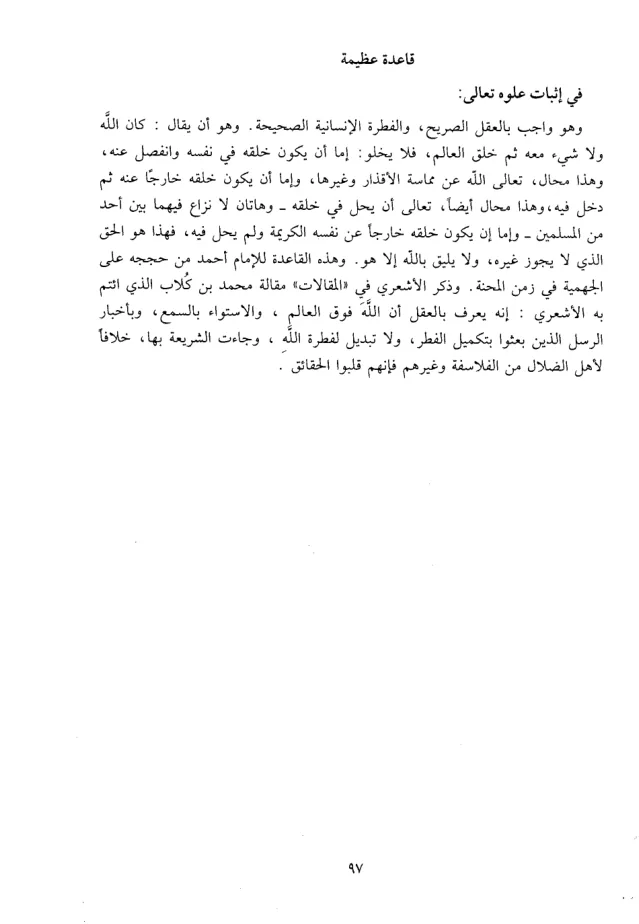 قاعدة عظيمة
في إثبات علوه تعالى:
وهو واجب بالعقل الصريح، والفطرة الإنسانية الصحيحة. وهو أن يقال : كان اللَّه
ولا شيء معه ثم خلق العالم، فلا يخلو: إما أن يكون خلقه في نفسه وانفصل عنه،
وهذا محال، تعالى اللّه عن مماسة الأقذار وغيرها، وإما أن يكون خلقه خارجًا عنه ثم
دخل فيه، وهذا محال أيضاً، تعالى أن يحل في خلقه ـ وهاتان لا نزاع فيهما بين أحد
من المسلمين ـ وإما إن يكون خلقه خارجاً عن نفسه الكريمة ولم يحل فيه، فهذا هو الحق
الذي لا يجوز غيره، ولا يليق باللّه إلا هو. وهذه القاعدة للإمام أحمد من حججه على
الجهمية في زمن المحنة. وذكر الأشعري في «المقالات» مقالة محمد بن كُلاب الذي ائتم
به الأشعري : إنه يعرف بالعقل أن اللَّهَ فوق العالم ، والاستواء بالسمع، وبأخبار
الرسل الذين بعثوا بتكميل الفطر، ولا تبديل لفطرة اللَّهِ ، وجاءت الشريعة بها، خلافاً
لأهل الضلال من الفلاسفة وغيرهم فإنهم قلبوا الحقائق .
٩٧